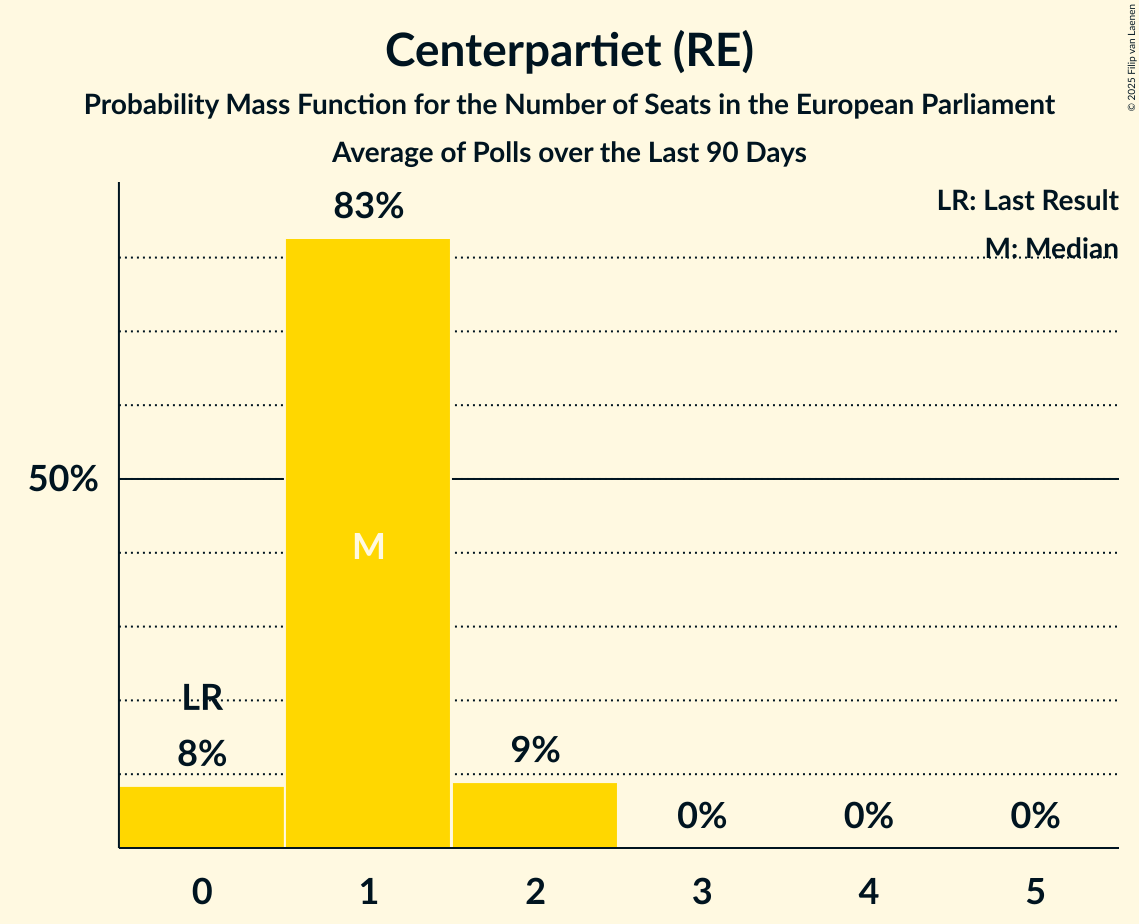 Centerpartiet (RE)
Probability Mass Function for the Number of Seats in the European Parliament
Average of Polls over the Last 90 Days
© 2025 Filip van Laenen
LR: Last Result
M: Median
83%
50%
M
LR
8%
9%
0%
0%
0%
0
1
2
3
4
5